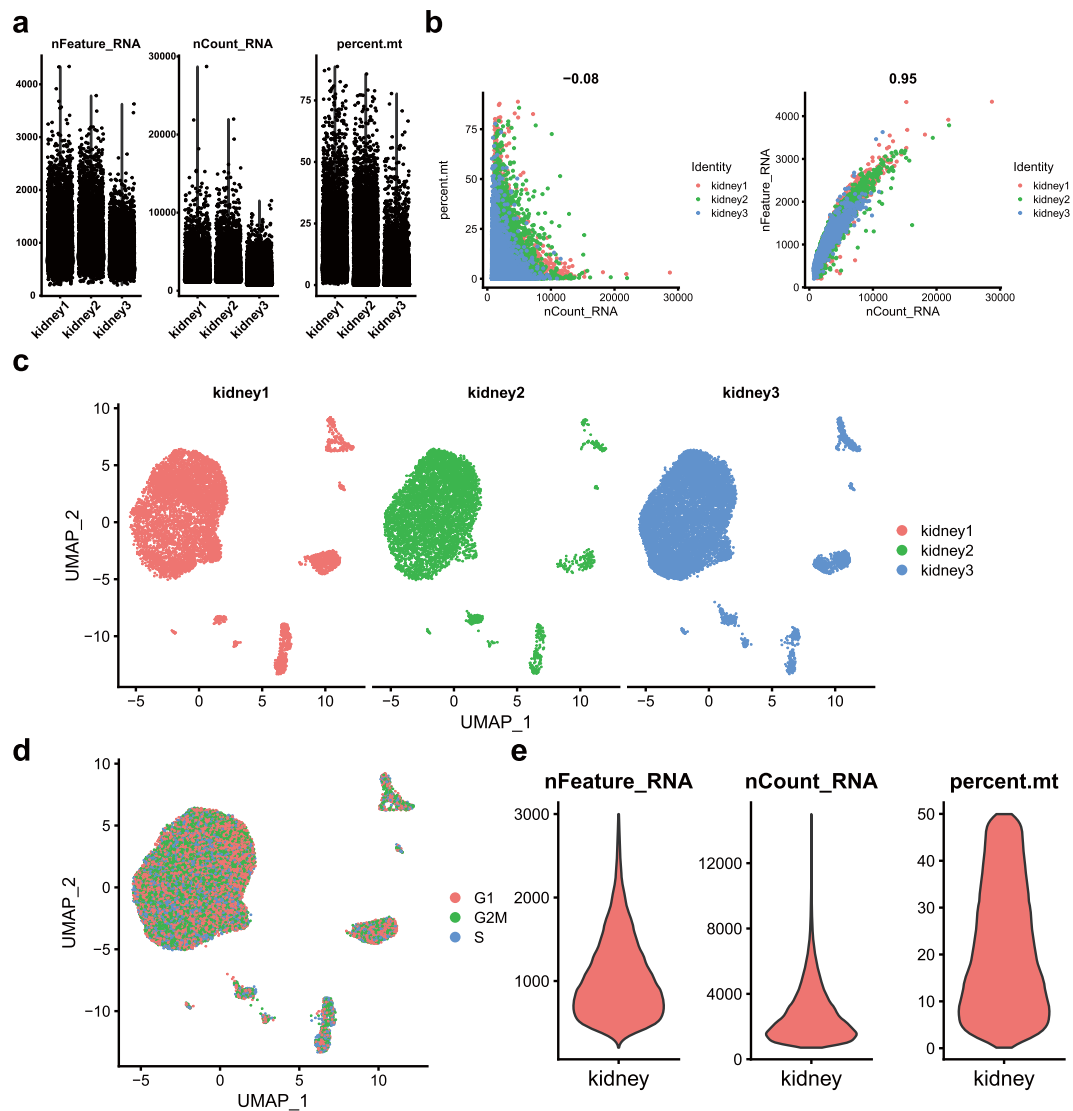 a
nFeature_RNA
nCount_RNA
percent.mt
4000
3000
2000
1000
0
30000
20000
10000
0
75
50
25
0
kidney1
kidney2
kidney3
kidney1
kidney2
kidney3
kidney1
kidney2
kidney3
b
−0.08
percent.mt
75
50
25
0
0
10000
20000
30000
nCount_RNA
Identity
kidney1
kidney2
kidney3
0.95
nFeature_RNA
4000
3000
2000
1000
0
0
10000
20000
30000
nCount_RNA
Identity
kidney1
kidney2
kidney3
c
kidney1
kidney2
kidney3
UMAP_2
10
5
0
−5
−10
−5
0
5
10
−5
0
5
10
−5
0
5
10
UMAP_1
kidney1
kidney2
kidney3
d
UMAP_2
10
5
0
−5
−10
−5
0
5
10
UMAP_1
G1
G2M
S
e
nFeature_RNA
3000
2000
1000
kidney
nCount_RNA
12000
8000
4000
0
kidney
percent.mt
50
40
30
20
10
0
kidney